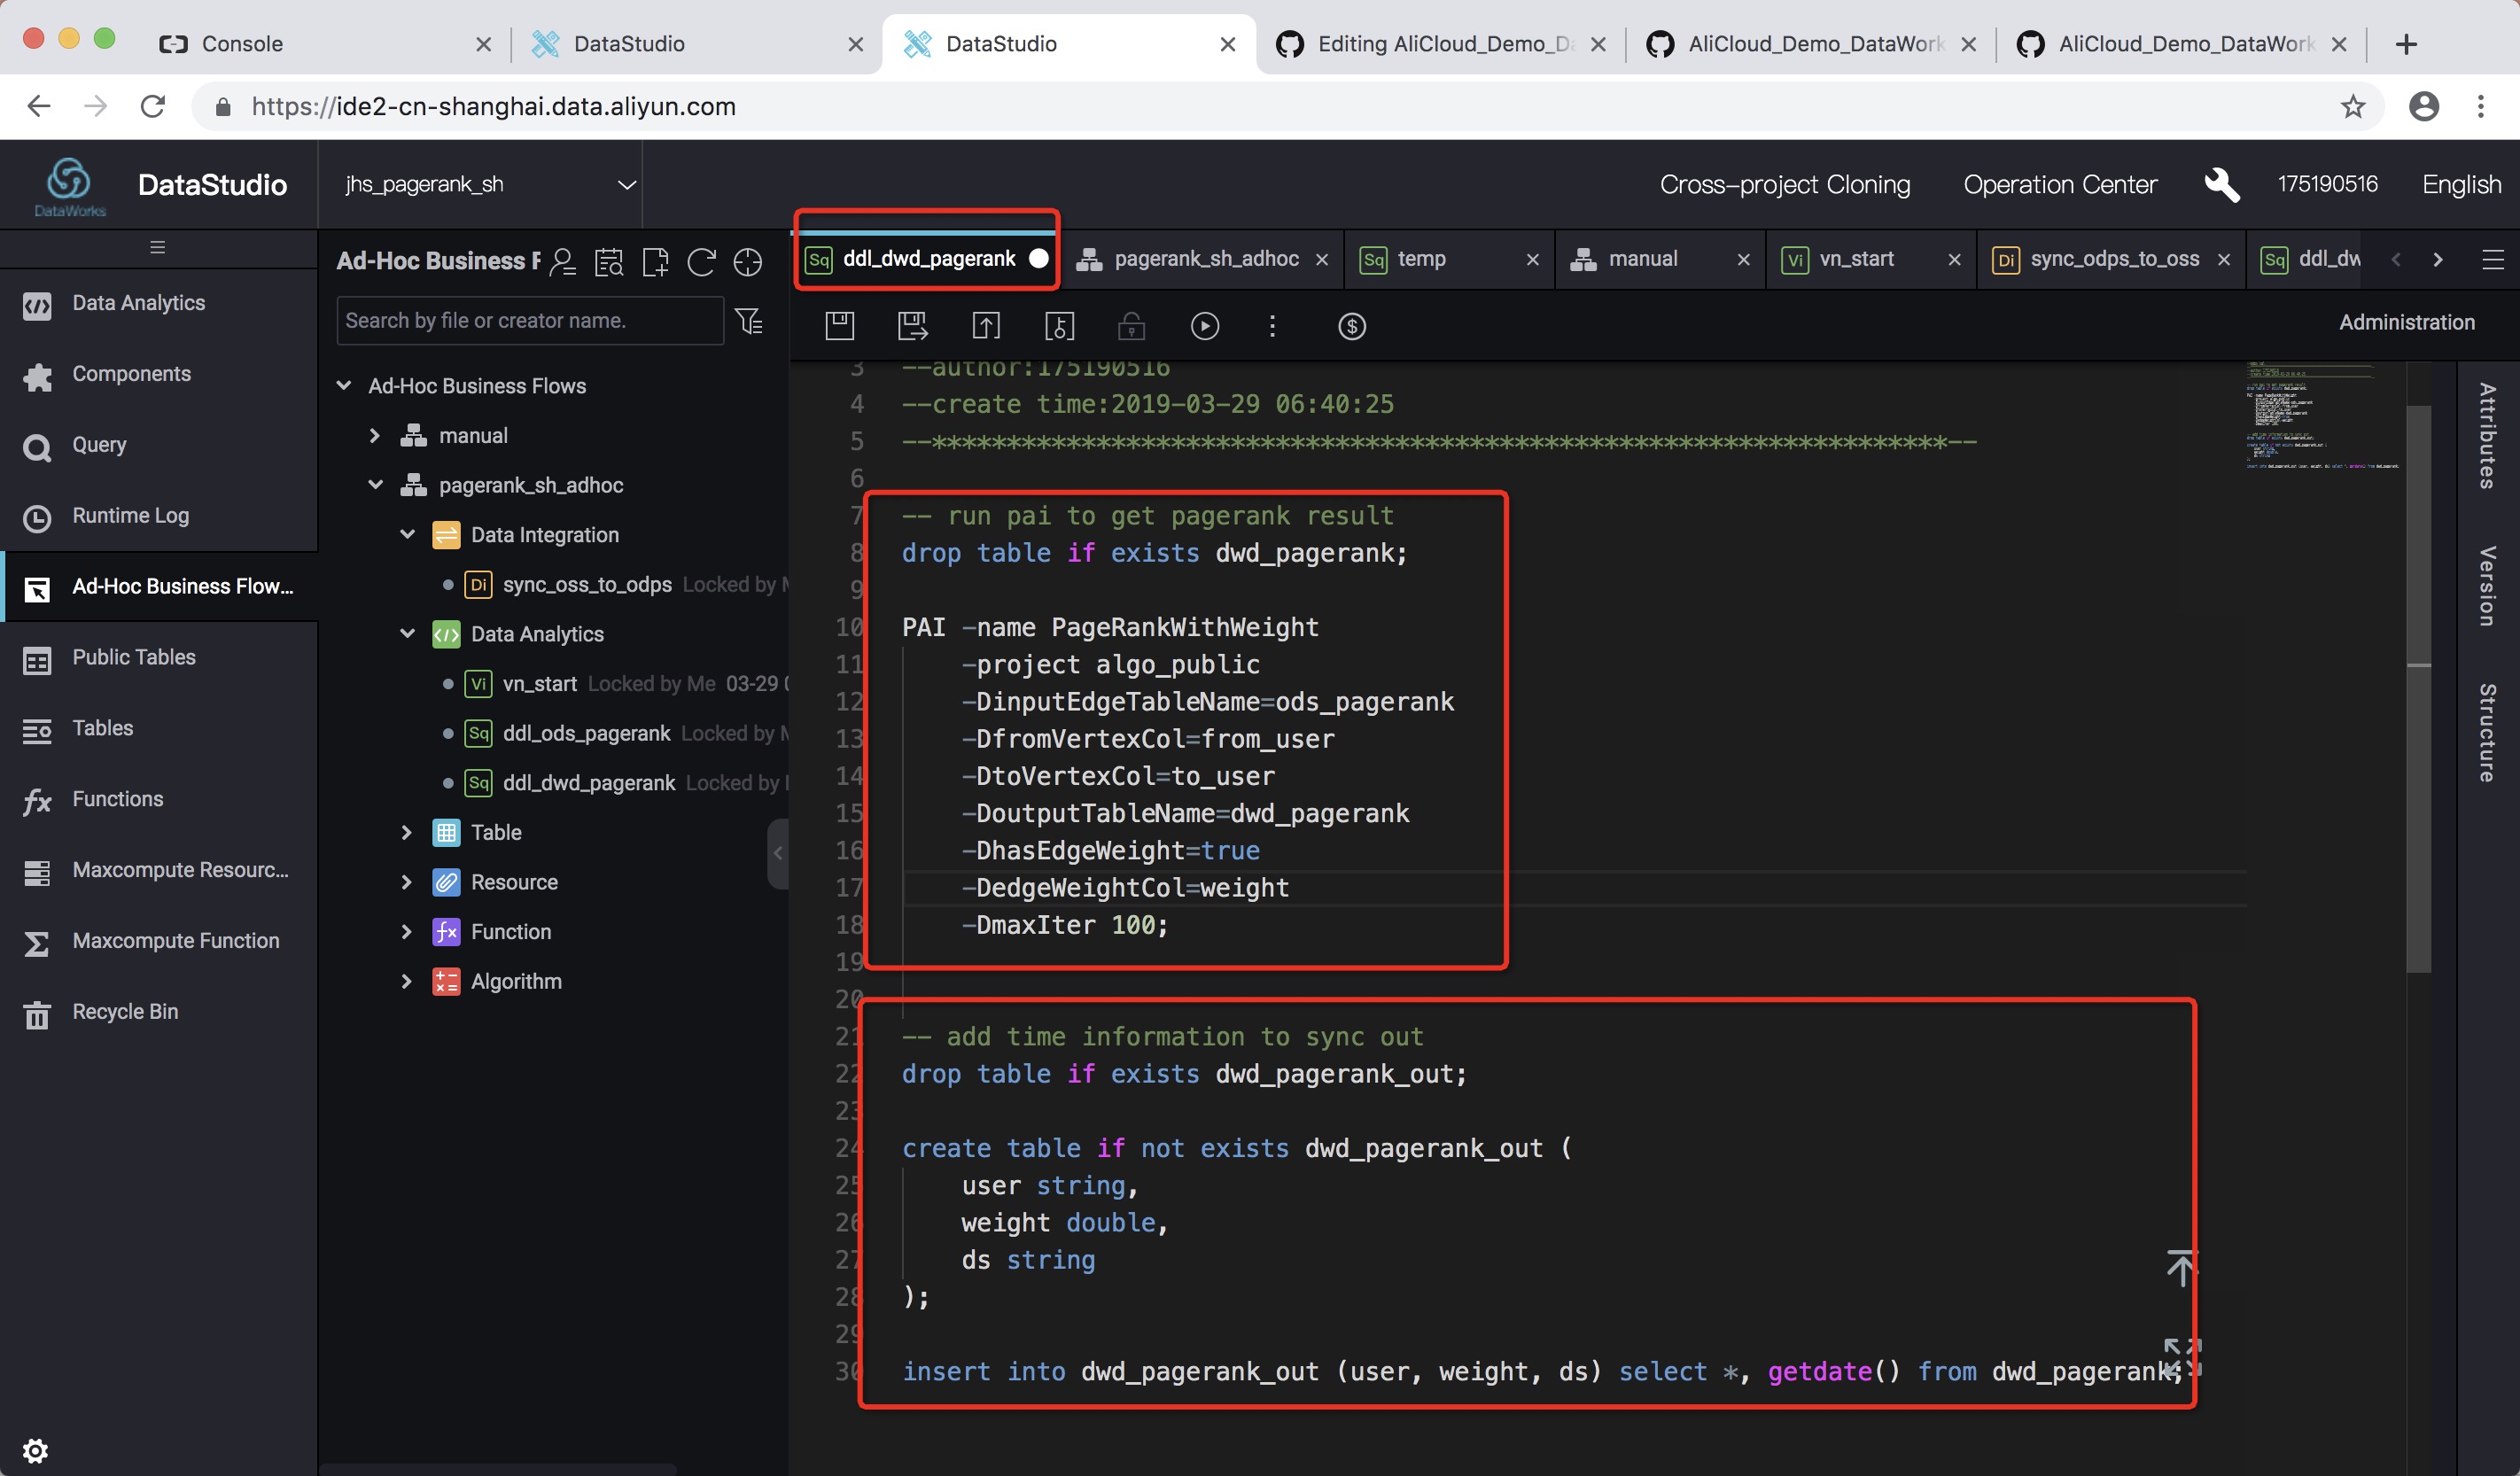 Console
DataStudio
DataStudio
Editing AliCloud_Demo_Da
AliCloud_Demo_DataWork
AliCloud_Demo_DataWork
https://ide2-cn-shanghai.data.aliyun.com
DataWorks
DataStudio
jhs_pagerank_sh
Cross-project Cloning
Operation Center
175190516
English
Data Analytics
Components
Query
Runtime Log
Ad-Hoc Business Flow...
Public Tables
Tables
Functions
Maxcompute Resourc...
Maxcompute Function
Recycle Bin
Ad-Hoc Business F
Search by file or creator name.
Ad-Hoc Business Flows
manual
pagerank_sh_adhoc
Data Integration
Di sync_oss_to_odps Locked by M
Data Analytics
Vi vn_start Locked by Me 03-29 0
Sq ddl_ods_pagerank Locked by M
Sq ddl_dwd_pagerank Locked by
Table
Resource
Function
Algorithm
Sq ddl_dwd_pagerank
pagerank_sh_adhoc
Sq temp
manual
Vi vn_start
Di sync_odps_to_oss
Sq ddl_dw
Administration
3 --author:175190516
4 --create time:2019-03-29 06:40:25
5 --********************************************************************--
6
7 -- run pai to get pagerank result
8 drop table if exists dwd_pagerank;
9
10 PAI -name PageRankWithWeight
11 -project algo_public
12 -DinputEdgeTableName=ods_pagerank
13 -DfromVertexCol=from_user
14 -DtoVertexCol=to_user
15 -DoutputTableName=dwd_pagerank
16 -DhasEdgeWeight=true
17 -DedgeWeightCol=weight
18 -DmaxIter 100;
19
20
21 -- add time information to sync out
22 drop table if exists dwd_pagerank_out;
23
24 create table if not exists dwd_pagerank_out (
25 user string,
26 weight double,
27 ds string
28 );
29
30 insert into dwd_pagerank_out (user, weight, ds) select *, getdate() from dwd_pagerank;
Attributes
Version
Structure